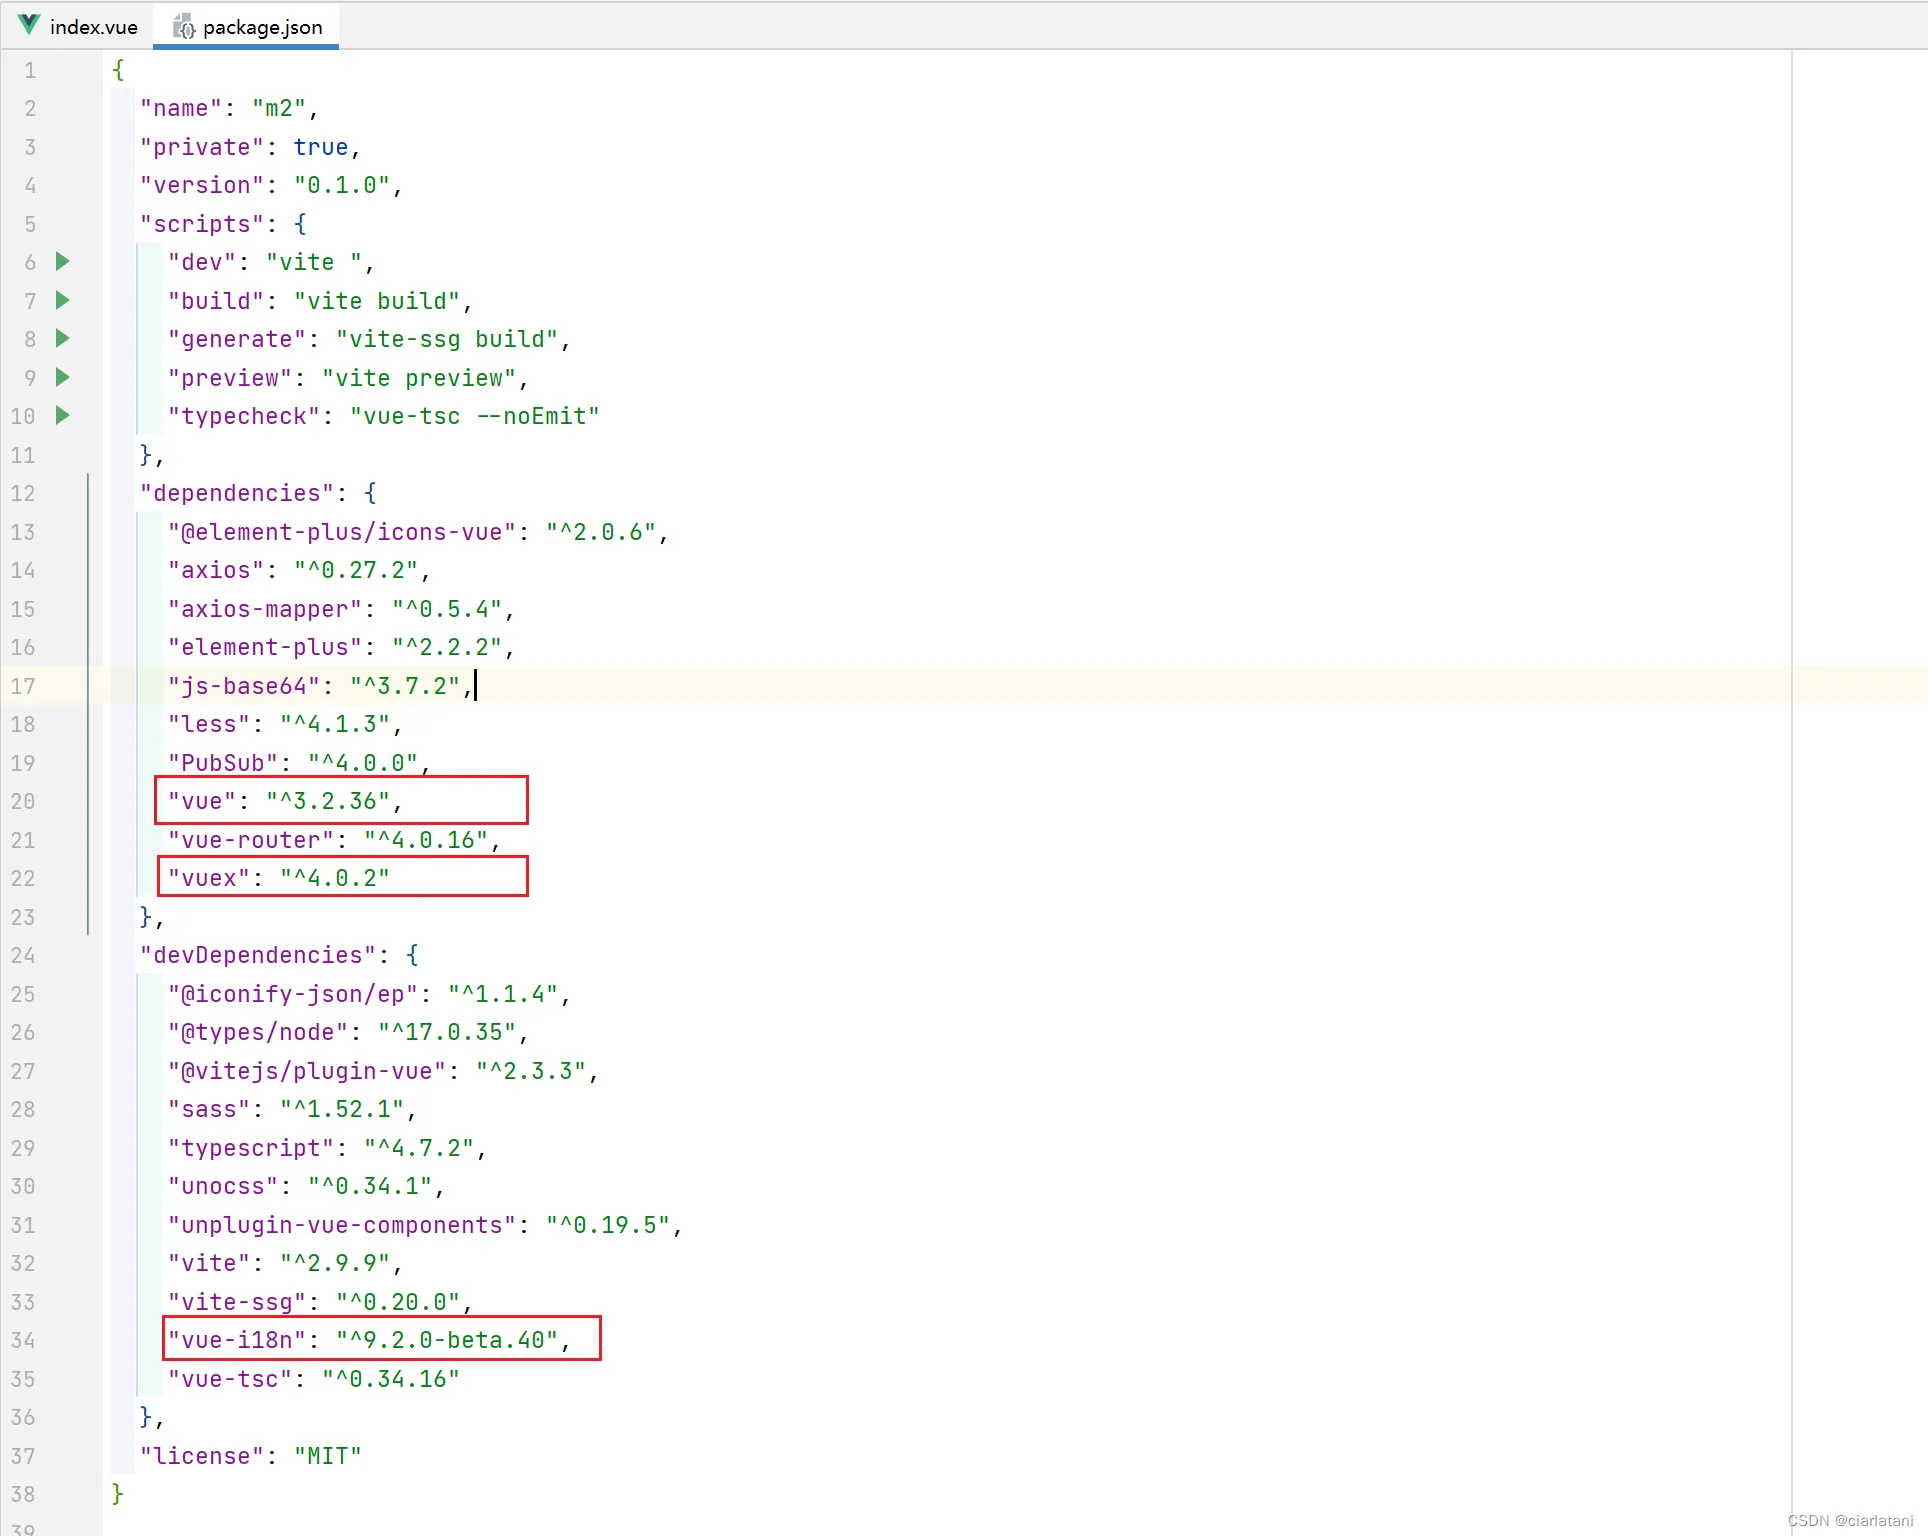 index.vue
package.json
1 {
2 "name": "m2",
3 "private": true,
4 "version": "0.1.0",
5 "scripts": {
6 "dev": "vite ",
7 "build": "vite build",
8 "generate": "vite-ssg build",
9 "preview": "vite preview",
10 "typecheck": "vue-tsc --noEmit"
11 },
12 "dependencies": {
13 "@element-plus/icons-vue": "^2.0.6",
14 "axios": "^0.27.2",
15 "axios-mapper": "^0.5.4",
16 "element-plus": "^2.2.2",
17 "js-base64": "^3.7.2",
18 "less": "^4.1.3",
19 "PubSub": "^4.0.0",
20 "vue": "^3.2.36",
21 "vue-router": "^4.0.16",
22 "vuex": "^4.0.2"
23 },
24 "devDependencies": {
25 "@iconify-json/ep": "^1.1.4",
26 "@types/node": "^17.0.35",
27 "@vitejs/plugin-vue": "^2.3.3",
28 "sass": "^1.52.1",
29 "typescript": "^4.7.2",
30 "unocss": "^0.34.1",
31 "unplugin-vue-components": "^0.19.5",
32 "vite": "^2.9.9",
33 "vite-ssg": "^0.20.0",
34 "vue-i18n": "^9.2.0-beta.40",
35 "vue-tsc": "^0.34.16"
36 },
37 "license": "MIT"
38 }
39
CSDN @ciarlatani